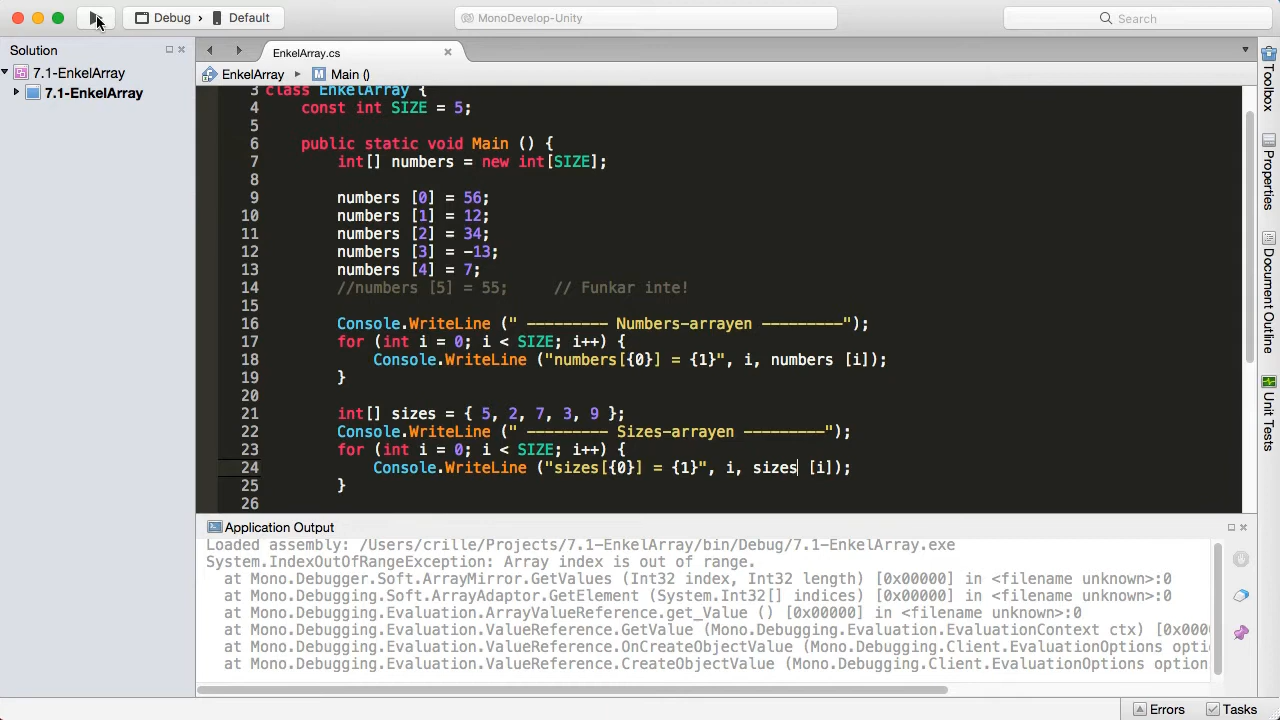 Debug › Default
MonoDevelop-Unity
Search
Solution
7.1-EnkelArray
7.1-EnkelArray
EnkelArray.cs
EnkelArray
Main ()
3 class EnkelArray {
4 const int SIZE = 5;
5
6 public static void Main () {
7 int[] numbers = new int[SIZE];
8
9 numbers [0] = 56;
10 numbers [1] = 12;
11 numbers [2] = 34;
12 numbers [3] = -13;
13 numbers [4] = 7;
14 //numbers [5] = 55; // Funkar inte!
15
16 Console.WriteLine (" --------- Numbers-arrayen ---------");
17 for (int i = 0; i < SIZE; i++) {
18 Console.WriteLine ("numbers[{0}] = {1}", i, numbers [i]);
19 }
20
21 int[] sizes = { 5, 2, 7, 3, 9 };
22 Console.WriteLine (" --------- Sizes-arrayen ---------");
23 for (int i = 0; i < SIZE; i++) {
24 Console.WriteLine ("sizes[{0}] = {1}", i, sizes [i]);
25 }
26
Application Output
Loaded assembly: /Users/crille/Projects/7.1-EnkelArray/bin/Debug/7.1-EnkelArray.exe
System.IndexOutOfRangeException: Array index is out of range.
at Mono.Debugger.Soft.ArrayMirror.GetValues (Int32 index, Int32 length) [0x00000] in <filename unknown>:0
at Mono.Debugging.Soft.ArrayAdaptor.GetElement (System.Int32[] indices) [0x00000] in <filename unknown>:0
at Mono.Debugging.Evaluation.ArrayValueReference.get_Value () [0x00000] in <filename unknown>:0
at Mono.Debugging.Evaluation.ValueReference.GetValue (Mono.Debugging.Evaluation.EvaluationContext ctx) [0x000
at Mono.Debugging.Evaluation.ValueReference.OnCreateObjectValue (Mono.Debugging.Client.EvaluationOptions opti
at Mono.Debugging.Evaluation.ValueReference.CreateObjectValue (Mono.Debugging.Client.EvaluationOptions option
Errors
Tasks
Toolbox
Properties
Document Outline
Unit Tests